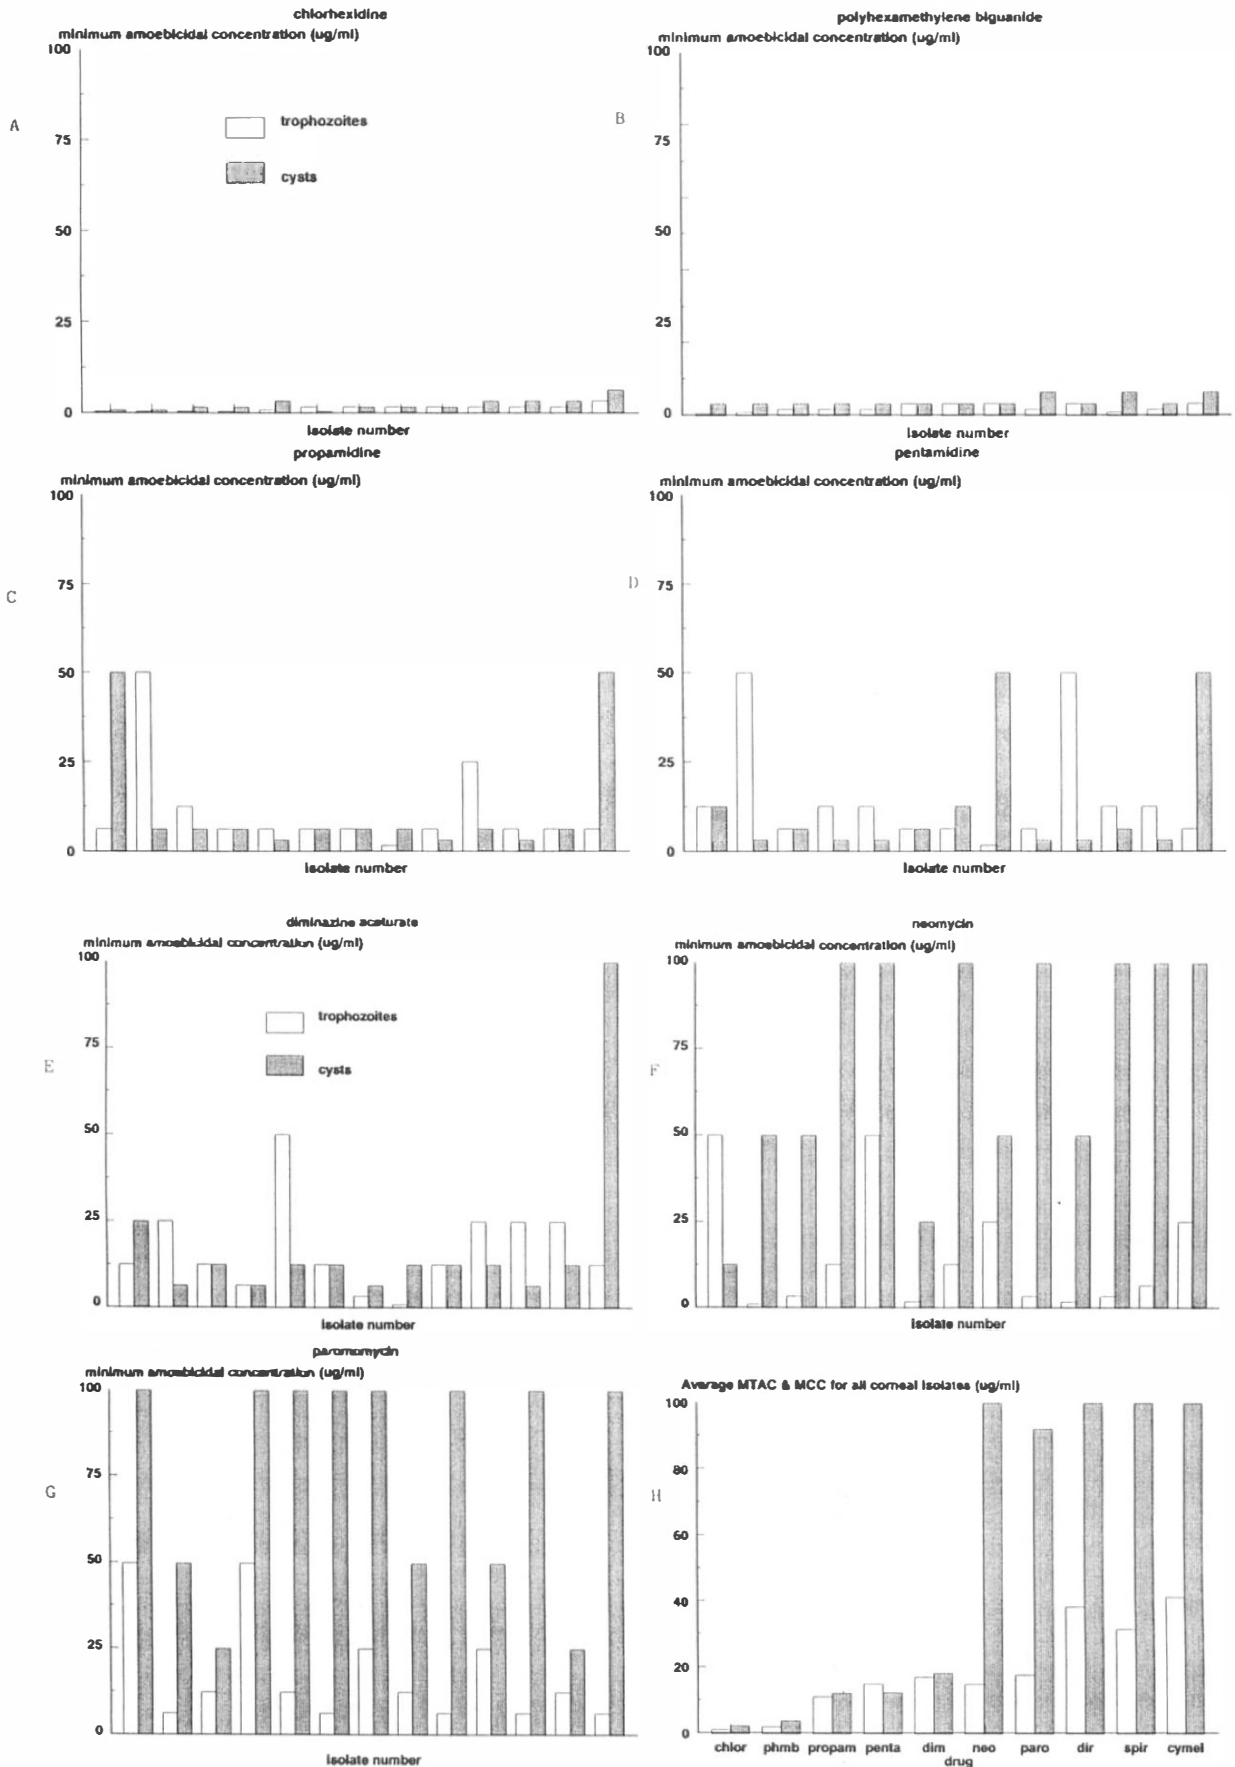 chlorhexidine
minimum amoebicidal concentration (ug/ml)
100
75
50
25
0
A
trophozoites
cysts
Isolate number
polyhexamethylene biguanide
minimum amoebicidal concentration (ug/ml)
100
75
50
25
0
B
Isolate number
propamidine
minimum amoebicidal concentration (ug/ml)
100
75
50
25
0
C
Isolate number
pentamidine
minimum amoebicidal concentration (ug/ml)
100
75
50
25
0
D
Isolate number
diminazine aceturate
minimum amoebicidal concentration (ug/ml)
100
75
50
25
0
E
trophozoites
cysts
Isolate number
neomycin
minimum amoebicidal concentration (ug/ml)
100
75
50
25
0
F
Isolate number
paromomycin
minimum amoebicidal concentration (ug/ml)
100
75
50
25
0
G
Isolate number
Average MTAC & MCC for all corneal isolates (ug/ml)
100
80
60
40
20
0
H
chlor phmb propam penta dim neo paro dir spir cymel
drug